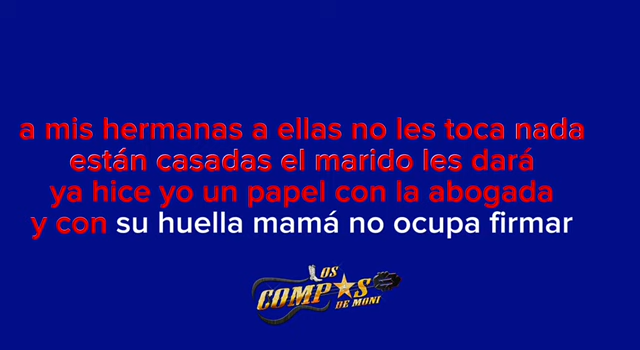 a mis hermanas a ellas no les toca nada
están casadas el marido les dará
ya hice yo un papel con la abogada
y con su huella mamá no ocupa firmar
LOS
COMPAS
DE MONI